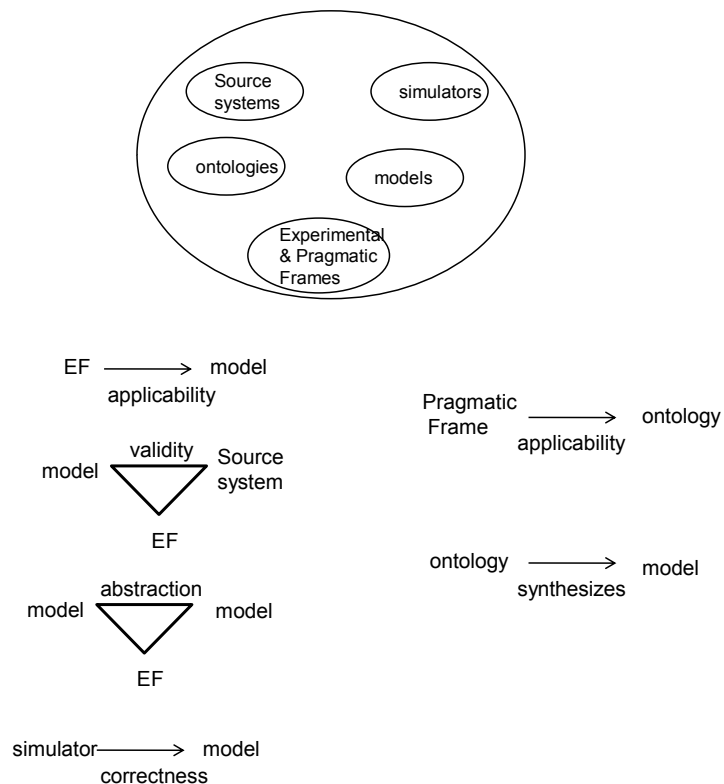 Source
systems
simulators
ontologies
models
Experimental
& Pragmatic
Frames
EF model
applicability
validity
model Source
system
EF
abstraction
model model
EF
simulator model
correctness
Pragmatic
Frame ontology
applicability
ontology model
synthesizes